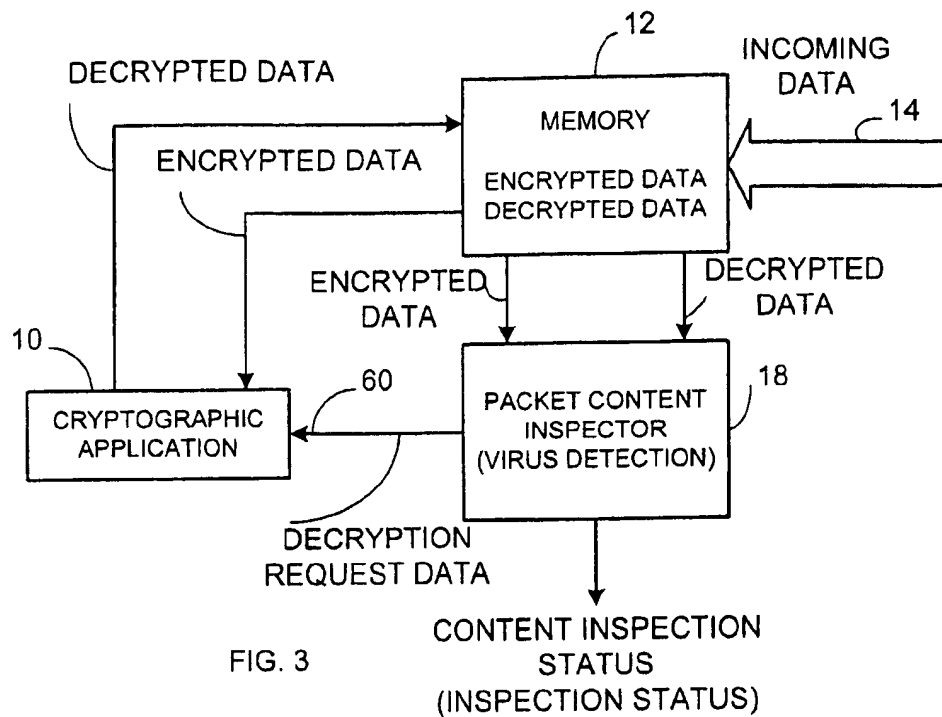 DECRYPTED DATA
12
INCOMING
DATA
14
MEMORY
ENCRYPTED DATA
ENCRYPTED DATA
DECRYPTED DATA
ENCRYPTED
DATA
DECRYPTED
DATA
10
60
18
CRYPTOGRAPHIC
APPLICATION
PACKET CONTENT
INSPECTOR
(VIRUS DETECTION)
DECRYPTION
REQUEST DATA
FIG. 3
CONTENT INSPECTION
STATUS
(INSPECTION STATUS)